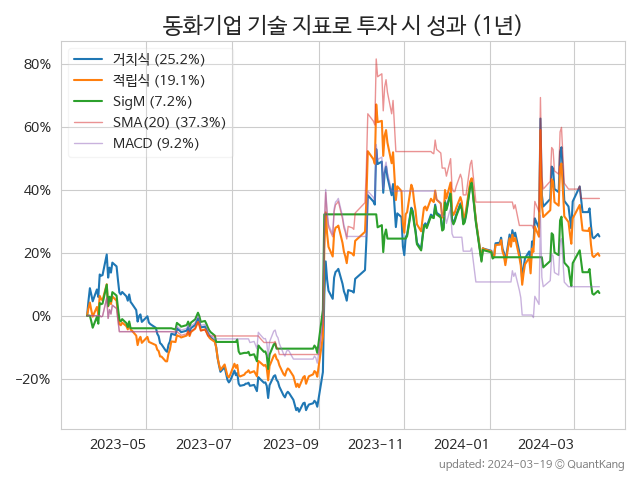 동화기업 기술 지표로 투자 시 성과 (1년)
거치식 (25.2%)
적립식 (19.1%)
SigM (7.2%)
SMA(20) (37.3%)
MACD (9.2%)
80%
60%
40%
20%
0%
−20%
2023-05 2023-07 2023-09 2023-11 2024-01 2024-03
updated: 2024-03-19 © QuantKang